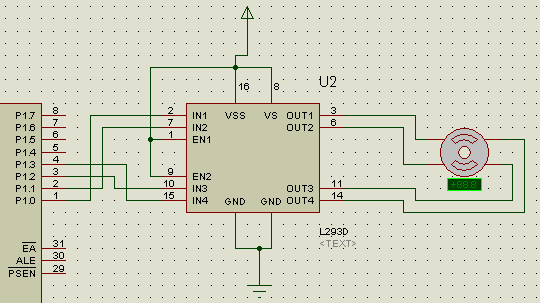 U2
16 8
P1.7 8 2 IN1 VSS VS OUT1 3
P1.6 7 7 IN2 OUT2 6
P1.5 6 1 EN1
P1.4 5
P1.3 4 9 EN2
P1.2 3 10 IN3 OUT3 11
P1.1 2
P1.0 1 15 IN4 GND GND OUT4 14
L293D
<TEXT>
EA 31
ALE 30
PSEN 29